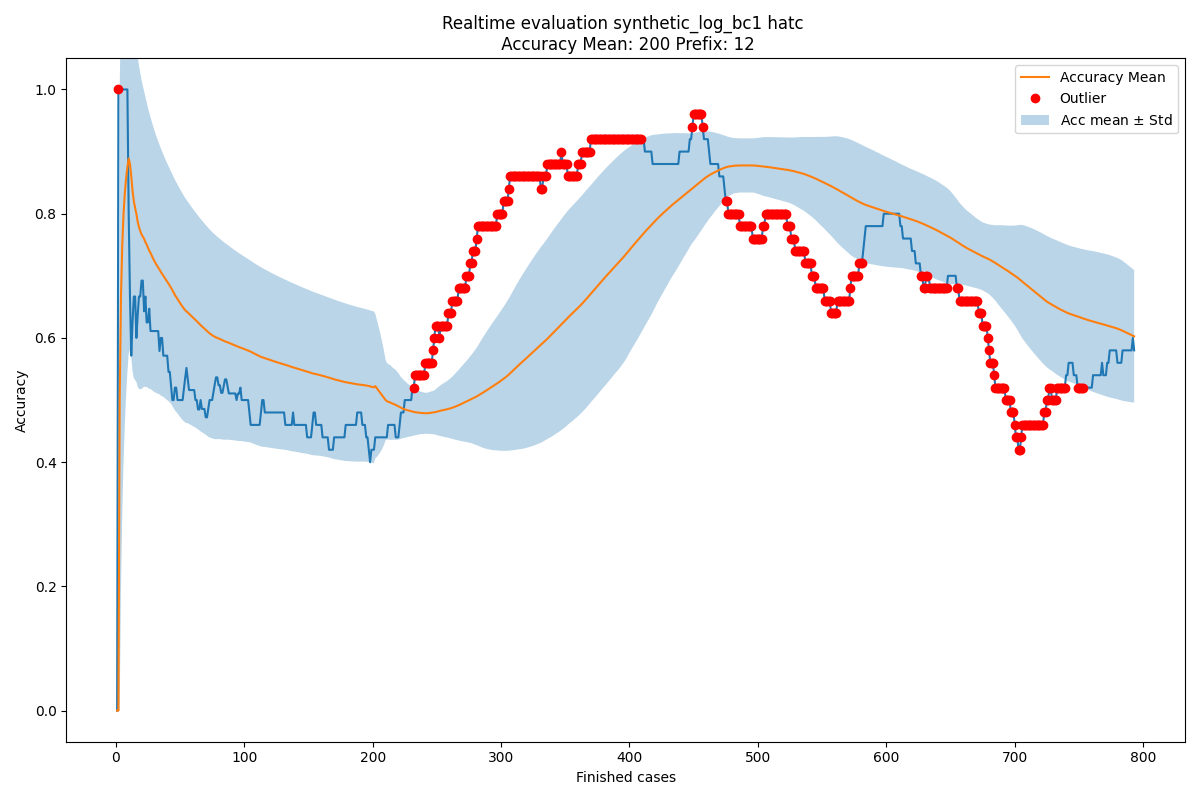 Realtime evaluation synthetic_log_bc1 hatc
Accuracy Mean: 200 Prefix: 12
Accuracy Mean
Outlier
Acc mean ± Std
1.0
0.8
0.6
0.4
0.2
0.0
Accuracy
0 100 200 300 400 500 600 700 800
Finished cases